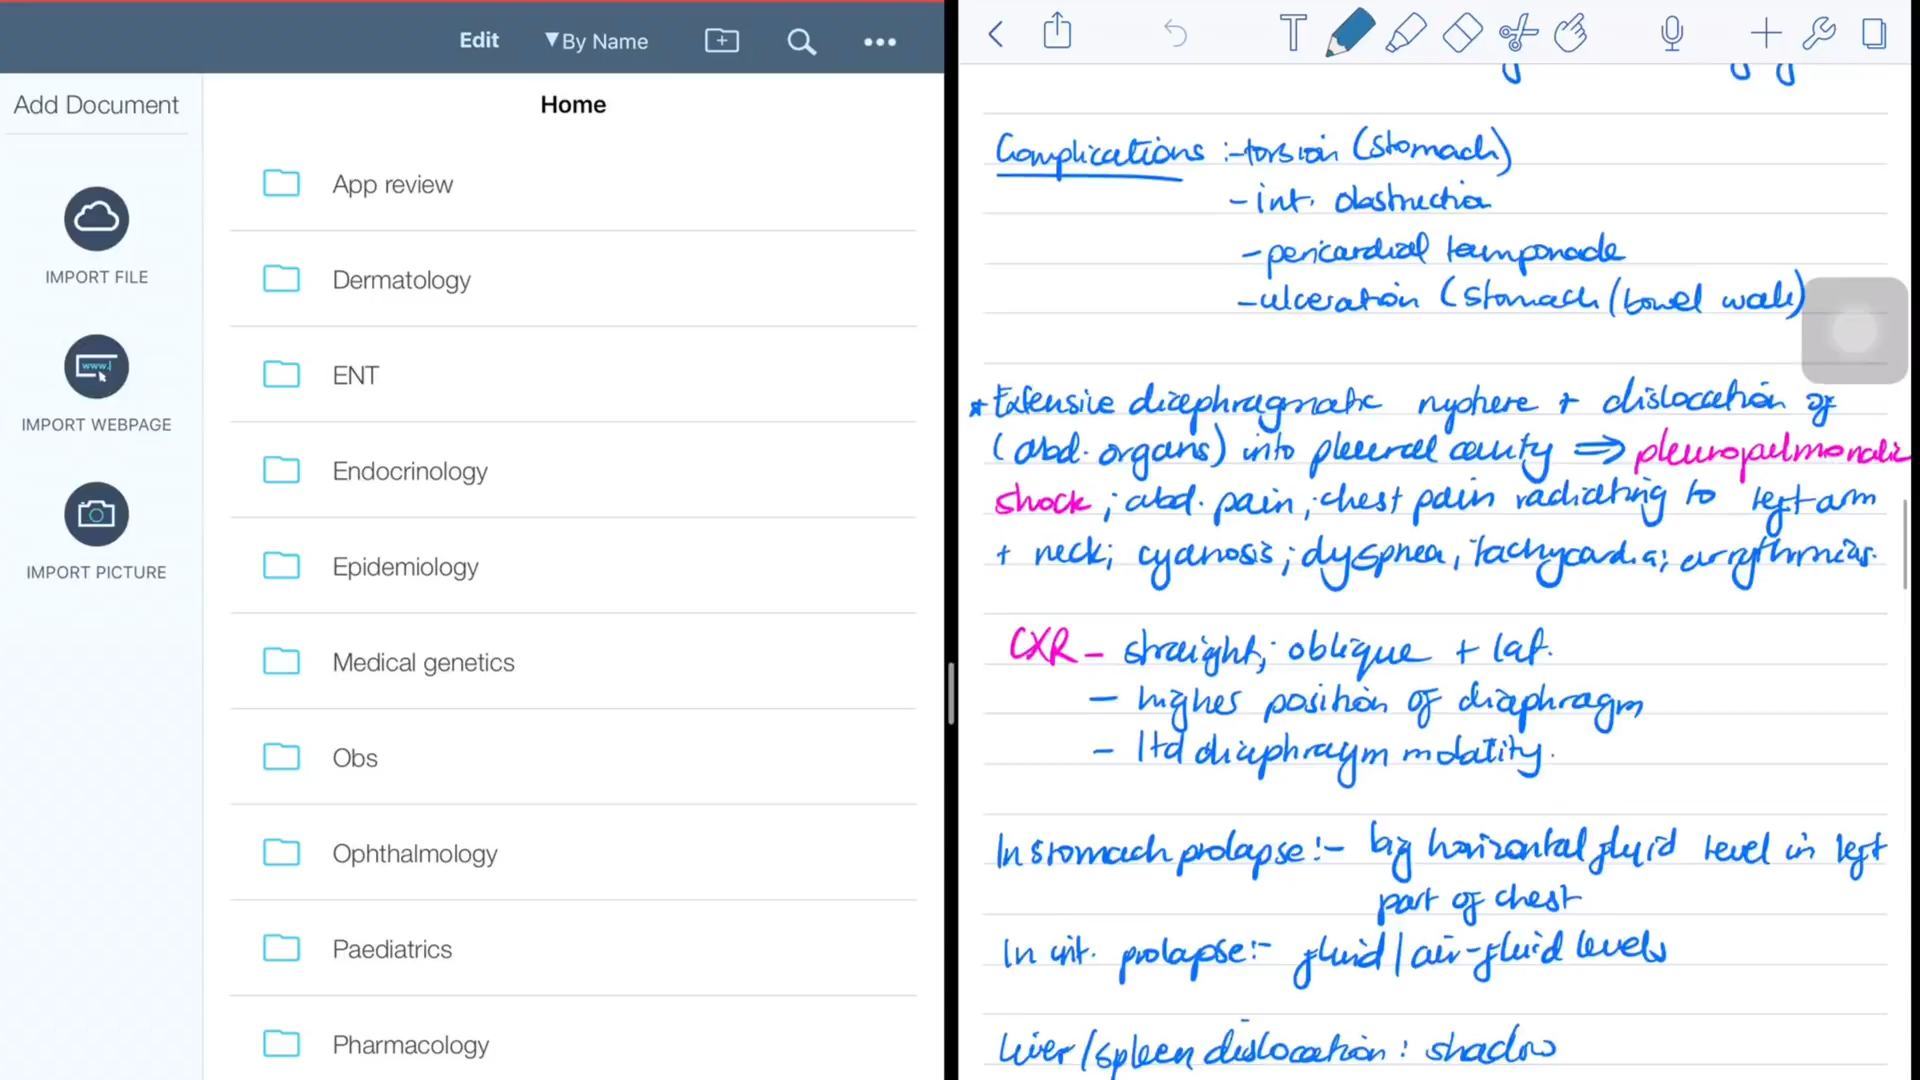 Edit
▼By Name
Add Document
IMPORT FILE
IMPORT WEBPAGE
www.
IMPORT PICTURE
Home
App review
Dermatology
ENT
Endocrinology
Epidemiology
Medical genetics
Obs
Ophthalmology
Paediatrics
Pharmacology
T
Complications :- torsion (stomach)
- int. obstruction
- pericardial tamponade
- ulceration (stomach/bowel wall)
* Extensive diaphragmatic + dislocation of
(abd. organs) into pleural cavity ⇒ pleuropulmonalic
shock ; abd. pain ; chest pain radiating to left arm
+ neck; cyanosis ; dyspnea, tachycardia; arrythmias.
CXR - straight; oblique + lat.
- higher position of diaphragm
- ltd diaphragm motality.
In stomach prolapse :- big horizontal fluid level in left
part of chest
In int. prolapse :- fluid/air-fluid levels
Liver/spleen dislocation : shadow